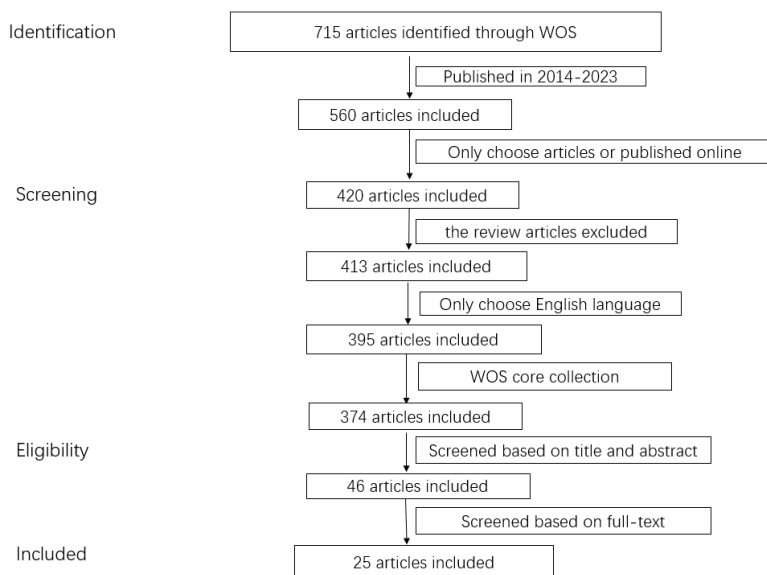 Identification
715 articles identified through WOS
Published in 2014-2023
560 articles included
Only choose articles or published online
Screening
420 articles included
the review articles excluded
413 articles included
Only choose English language
395 articles included
WOS core collection
374 articles included
Eligibility
Screened based on title and abstract
46 articles included
Screened based on full-text
Included
25 articles included